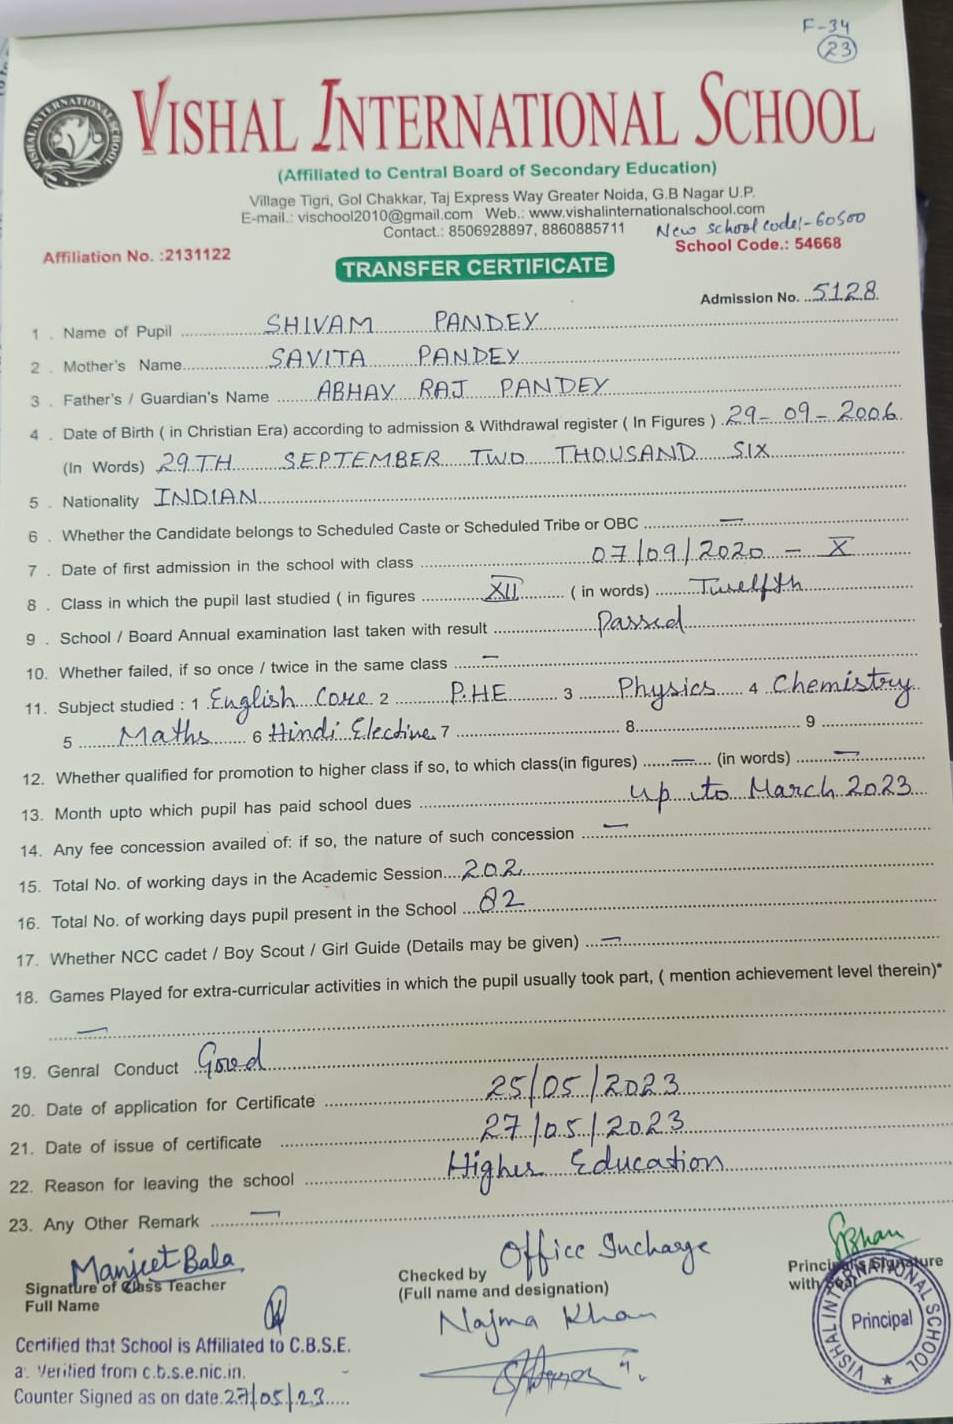 F-34
23
VISHAL INTERNATIONAL SCHOOL
(Affiliated to Central Board of Secondary Education)
Village Tigri, Gol Chakkar, Taj Express Way Greater Noida, G.B Nagar U.P.
E-mail.: vischool2010@gmail.com Web.: www.vishalinternationalschool.com
Contact.: 8506928897, 8860885711 New School code:- 60500
Affiliation No. :2131122 School Code.: 54668
TRANSFER CERTIFICATE
Admission No. 5128
1 . Name of Pupil SHIVAM PANDEY
2 . Mother's Name SAVITA PANDEY
3 . Father's / Guardian's Name ABHAY RAJ PANDEY
4 . Date of Birth ( in Christian Era) according to admission & Withdrawal register ( In Figures ) 29-09-2006
(In Words) 29TH SEPTEMBER TWO THOUSAND SIX
5 . Nationality INDIAN
6 . Whether the Candidate belongs to Scheduled Caste or Scheduled Tribe or OBC —
7 . Date of first admission in the school with class 07/09/2020 - X
8 . Class in which the pupil last studied ( in figures XII ( in words) Twelfth
9 . School / Board Annual examination last taken with result Passed
10. Whether failed, if so once / twice in the same class —
11. Subject studied : 1 English Core 2 P.H.E 3 Physics 4 Chemistry
5 Maths 6 Hindi Elective 7 8 9
12. Whether qualified for promotion to higher class if so, to which class(in figures) — (in words) —
13. Month upto which pupil has paid school dues up to March 2023
14. Any fee concession availed of: if so, the nature of such concession —
15. Total No. of working days in the Academic Session 202
16. Total No. of working days pupil present in the School 82
17. Whether NCC cadet / Boy Scout / Girl Guide (Details may be given) —
18. Games Played for extra-curricular activities in which the pupil usually took part, ( mention achievement level therein)*
—
19. Genral Conduct Good
20. Date of application for Certificate 25/05/2023
21. Date of issue of certificate 27/05/2023
22. Reason for leaving the school Higher Education
23. Any Other Remark —
Manjeet Bala
Signature of Class Teacher
Full Name
Checked by Office Incharge
(Full name and designation)
Najma Khan
Principal's Signature
with Seal
VISHAL INTERNATIONAL SCHOOL
Principal
Certified that School is Affiliated to C.B.S.E.
a. Verified from c.b.s.e.nic.in.
Counter Signed as on date 27/05/23